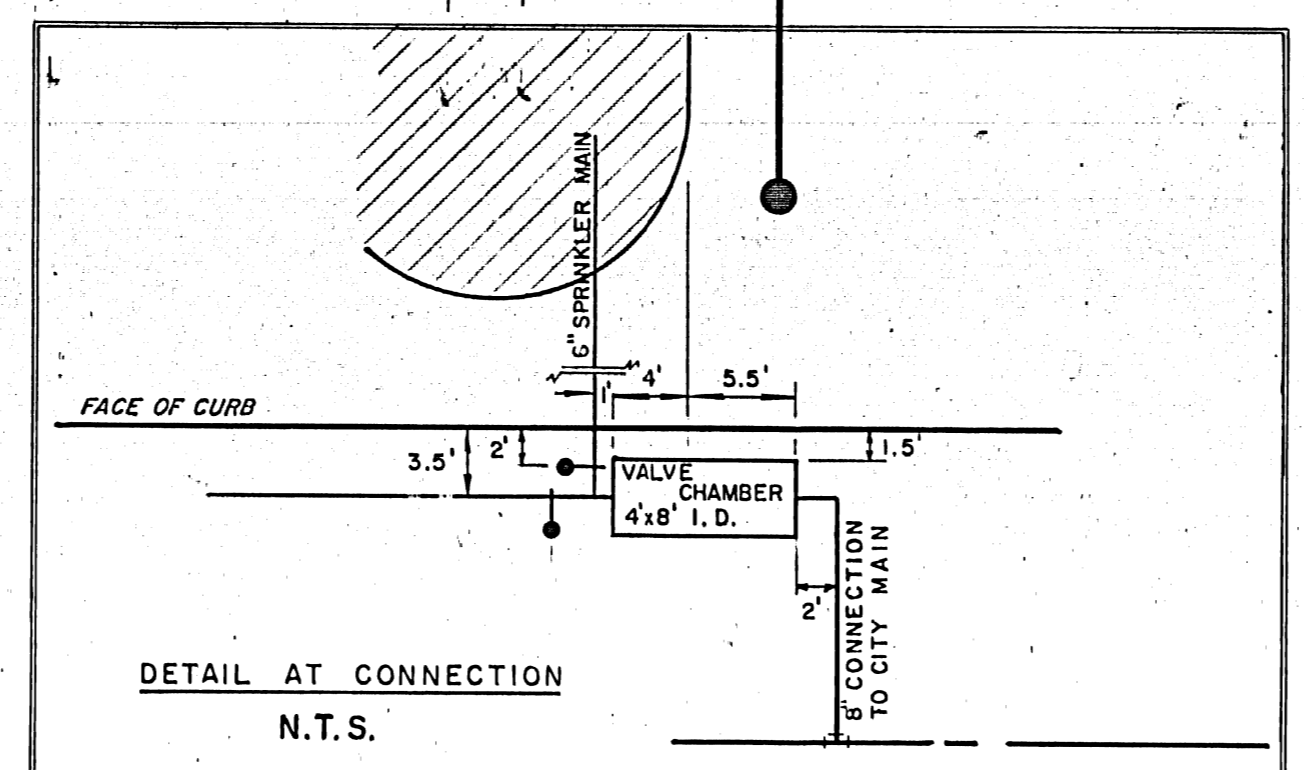 6" SPRINKLER MAIN
1'
4'
5.5'
FACE OF CURB
3.5'
2'
1.5'
VALVE
CHAMBER
4'x8' I.D.
2'
8" CONNECTION
TO CITY MAIN
DETAIL AT CONNECTION
N.T.S.